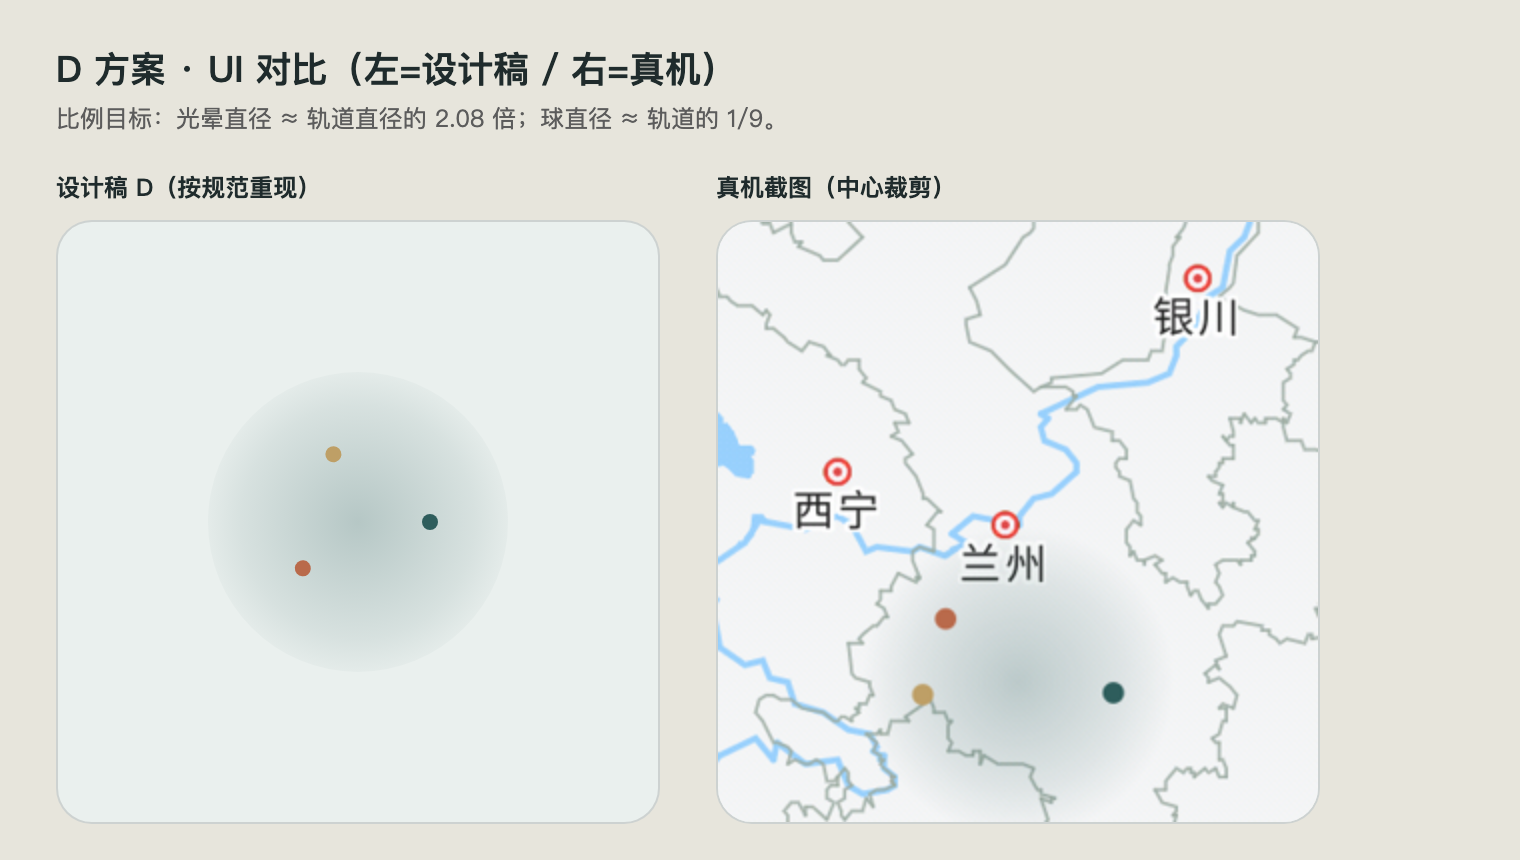 D 方案 · UI 对比（左=设计稿 / 右=真机）
比例目标：光晕直径 ≈ 轨道直径的 2.08 倍；球直径 ≈ 轨道的 1/9。
设计稿 D（按规范重现）
真机截图（中心裁剪）
银川
西宁
兰州